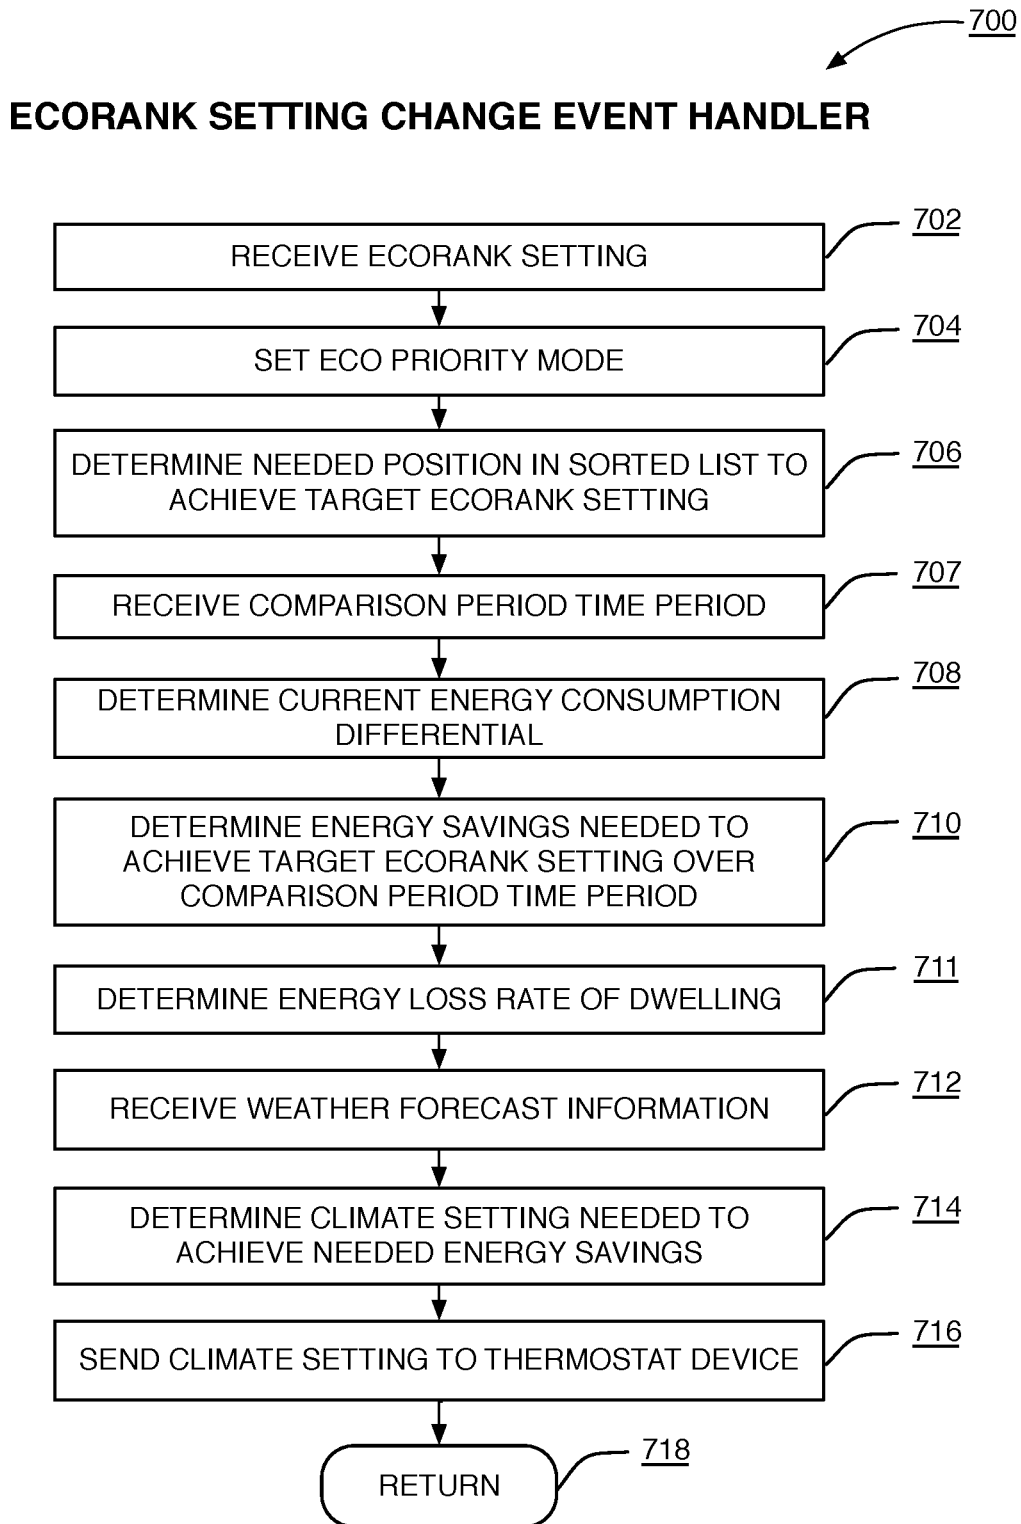 700
ECORANK SETTING CHANGE EVENT HANDLER
702
RECEIVE ECORANK SETTING
704
SET ECO PRIORITY MODE
706
DETERMINE NEEDED POSITION IN SORTED LIST TO
ACHIEVE TARGET ECORANK SETTING
707
RECEIVE COMPARISON PERIOD TIME PERIOD
708
DETERMINE CURRENT ENERGY CONSUMPTION
DIFFERENTIAL
710
DETERMINE ENERGY SAVINGS NEEDED TO
ACHIEVE TARGET ECORANK SETTING OVER
COMPARISON PERIOD TIME PERIOD
711
DETERMINE ENERGY LOSS RATE OF DWELLING
712
RECEIVE WEATHER FORECAST INFORMATION
714
DETERMINE CLIMATE SETTING NEEDED TO
ACHIEVE NEEDED ENERGY SAVINGS
716
SEND CLIMATE SETTING TO THERMOSTAT DEVICE
718
RETURN